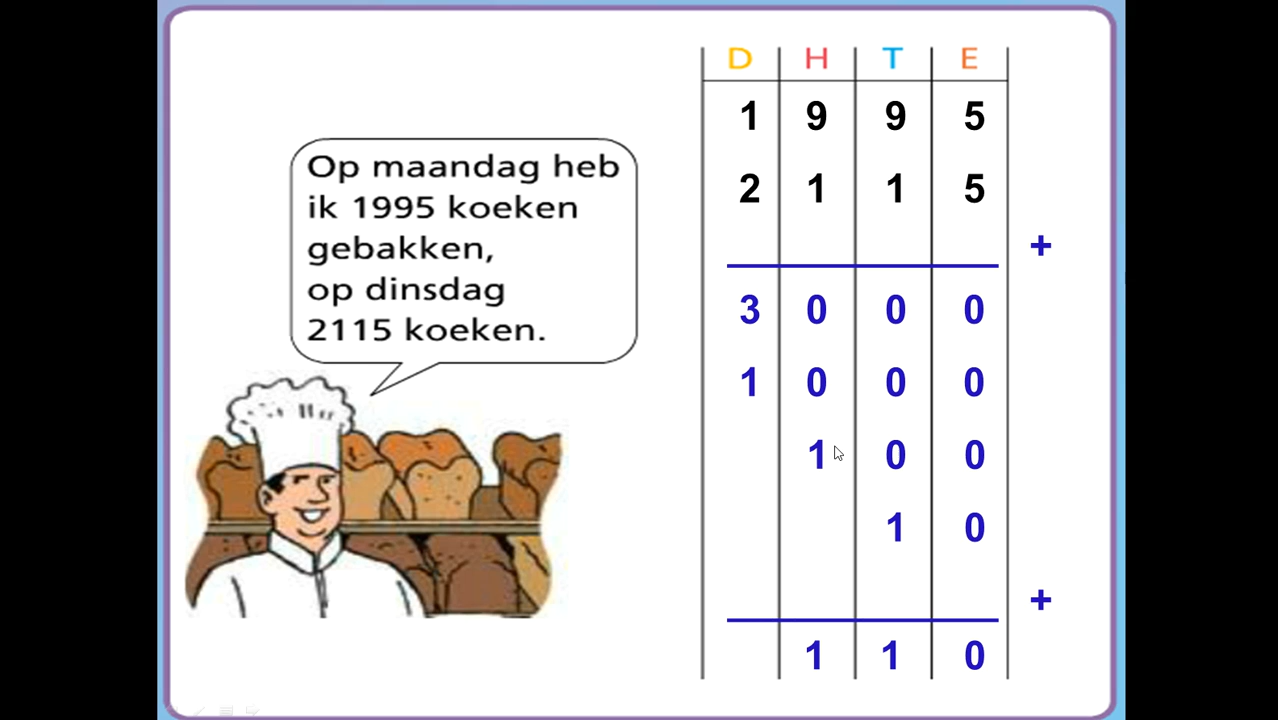 Op maandag heb
ik 1995 koeken
gebakken,
op dinsdag
2115 koeken.
D H T E
1 9 9 5
2 1 1 5
+
3 0 0 0
1 0 0 0
1 0 0
1 0
+
1 1 0